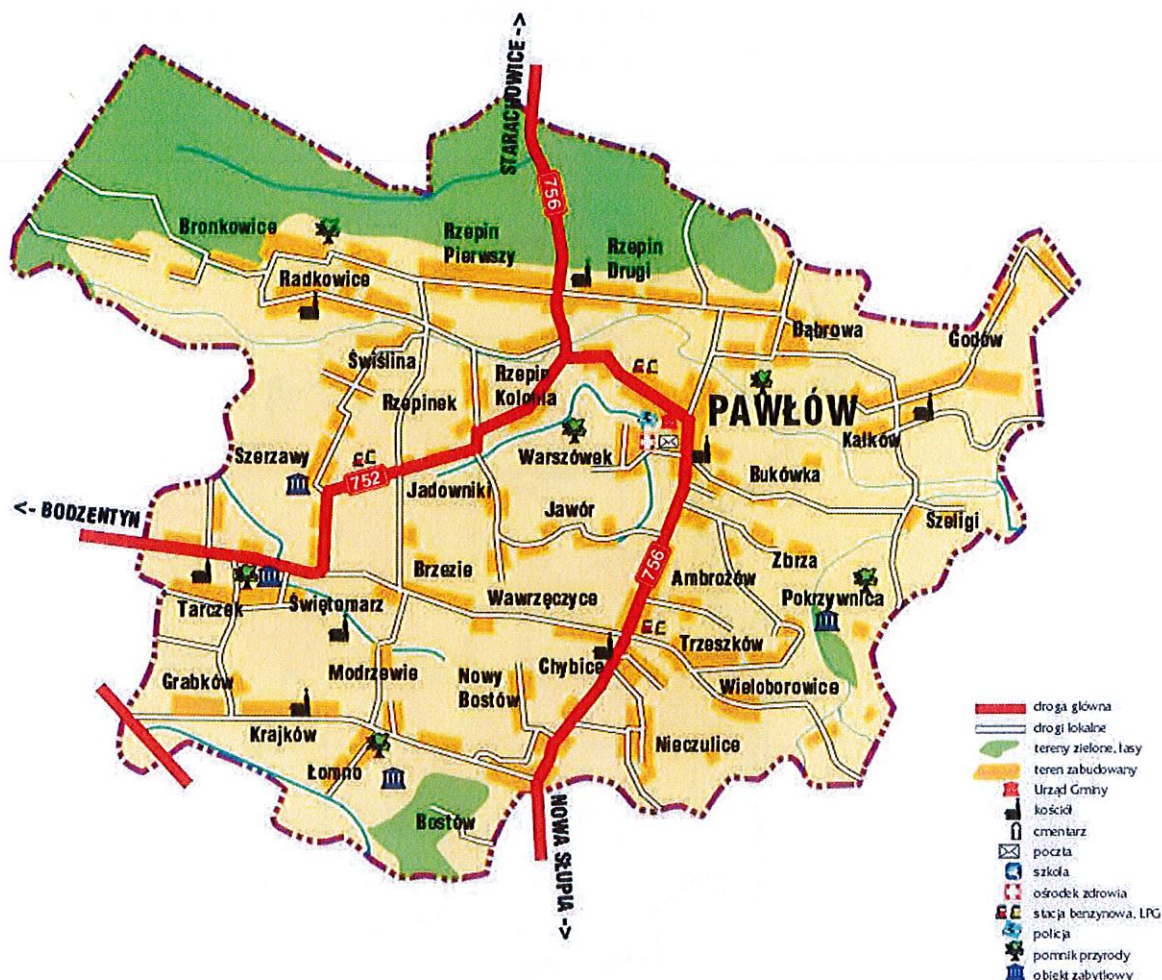 STARACHOWICE ->
756
Bronkowice
Rzepin
Pierwszy
Rzepin
Drugi
Radkowice
Dąbrowa
Godów
Świślina
Rzepin
Kolonia
Rzepinek
PAWŁÓW
Kałków
Szerzawy
Warszówek
752
Jadowniki
Bukówka
<- BODZENTYN
Jawór
Szeligi
Zbrza
756
Ambrożów
Brzezie
Wawrzęczyce
Pokrzywnica
Tarczek
Świętomarz
Trzeszków
Chybice
Modrzewie
Nowy
Bostów
Grabków
Wieloborowice
Krajków
Nieczulice
Łomno
Bostów
NOWA SŁUPIA ->
droga główna
drogi lokalne
tereny zielone, lasy
teren zabudowany
Urząd Gminy
kościół
cmentarz
poczta
szkoła
ośrodek zdrowia
stacja benzynowa, LPG
policja
pomnik przyrody
obiekt zabytkowy